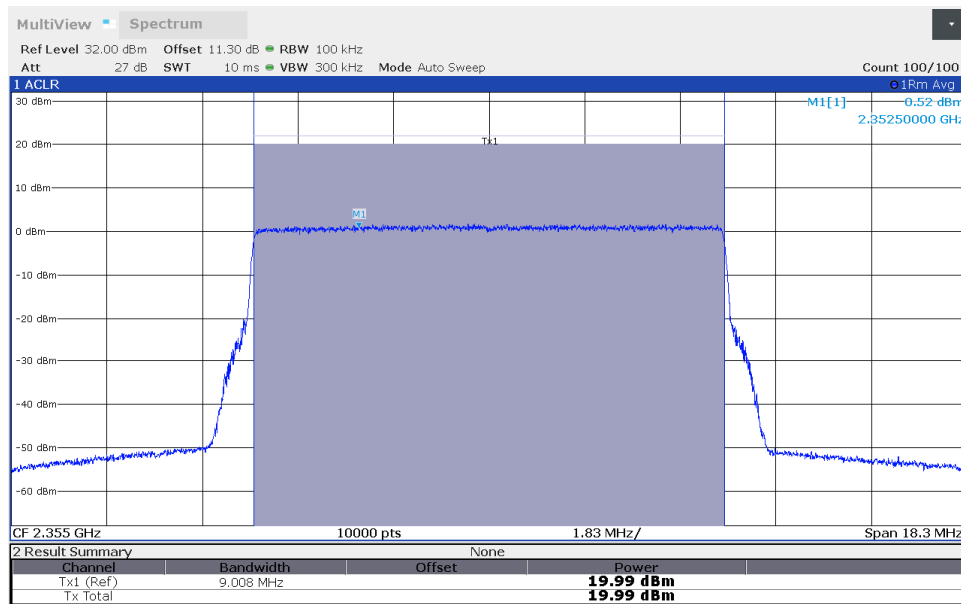 MultiView Spectrum
Ref Level 32.00 dBm Offset 11.30 dB RBW 100 kHz
Att 27 dB SWT 10 ms VBW 300 kHz Mode Auto Sweep Count 100/100
1 ACLR 1Rm Avg
30 dBm M1[1] 0.52 dBm
2.35250000 GHz
20 dBm Tx1
10 dBm
M1
0 dBm
-10 dBm
-20 dBm
-30 dBm
-40 dBm
-50 dBm
-60 dBm
CF 2.355 GHz 10000 pts 1.83 MHz/ Span 18.3 MHz
2 Result Summary None
Channel Bandwidth Offset Power
Tx1 (Ref) 9.008 MHz 19.99 dBm
Tx Total 19.99 dBm